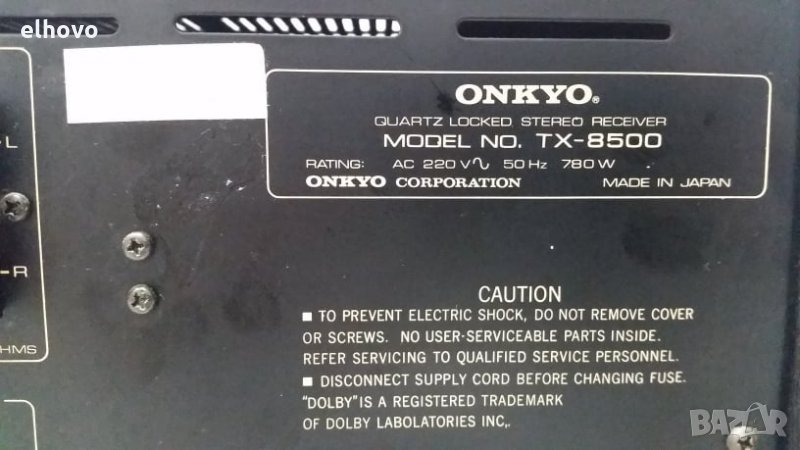 elhovo
ONKYO®
QUARTZ LOCKED STEREO RECEIVER
MODEL NO. TX-8500
RATING: AC 220 V∿ 50 Hz 780 W
ONKYO CORPORATION MADE IN JAPAN
-L
-R
HMS
CAUTION
■ TO PREVENT ELECTRIC SHOCK, DO NOT REMOVE COVER
OR SCREWS. NO USER-SERVICEABLE PARTS INSIDE.
REFER SERVICING TO QUALIFIED SERVICE PERSONNEL.
■ DISCONNECT SUPPLY CORD BEFORE CHANGING FUSE.
"DOLBY" IS A REGISTERED TRADEMARK
OF DOLBY LABOLATORIES INC,.
BAZAR